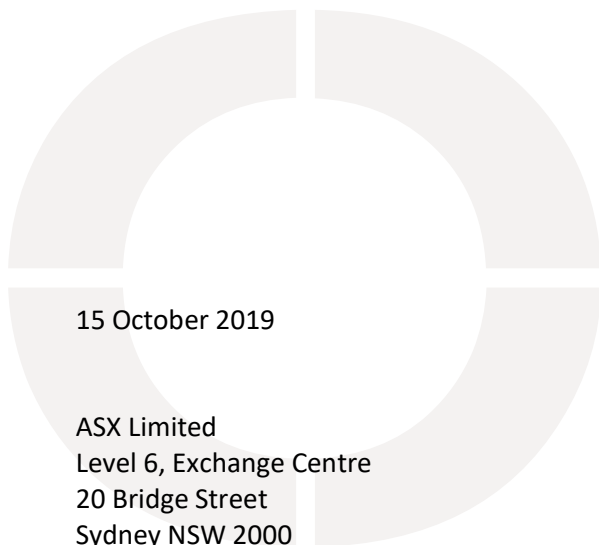 15 October 2019
ASX Limited
Level 6, Exchange Centre
20 Bridge Street
Sydney NSW 2000